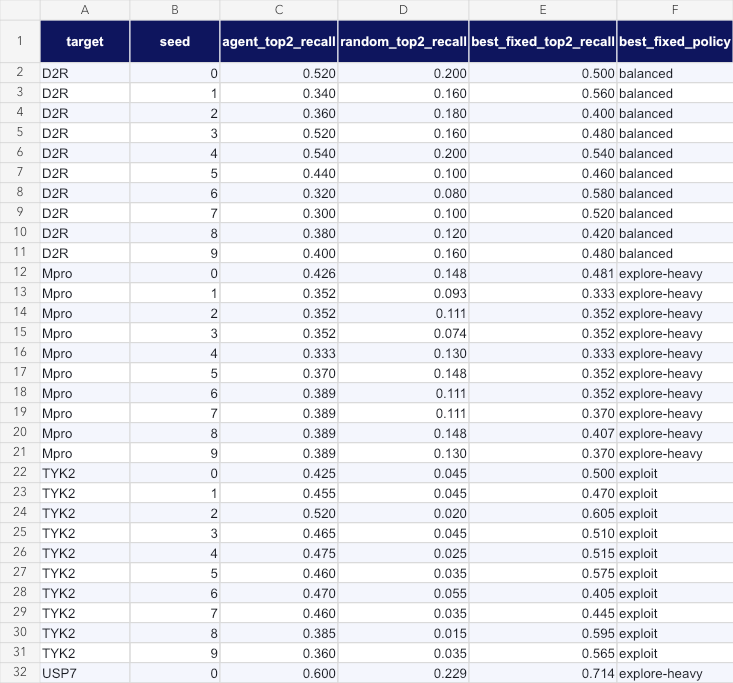 A B C D E F
1 target seed agent_top2_recall random_top2_recall best_fixed_top2_recall best_fixed_policy
2 D2R 0 0.520 0.200 0.500 balanced
3 D2R 1 0.340 0.160 0.560 balanced
4 D2R 2 0.360 0.180 0.400 balanced
5 D2R 3 0.520 0.160 0.480 balanced
6 D2R 4 0.540 0.200 0.540 balanced
7 D2R 5 0.440 0.100 0.460 balanced
8 D2R 6 0.320 0.080 0.580 balanced
9 D2R 7 0.300 0.100 0.520 balanced
10 D2R 8 0.380 0.120 0.420 balanced
11 D2R 9 0.400 0.160 0.480 balanced
12 Mpro 0 0.426 0.148 0.481 explore-heavy
13 Mpro 1 0.352 0.093 0.333 explore-heavy
14 Mpro 2 0.352 0.111 0.352 explore-heavy
15 Mpro 3 0.352 0.074 0.352 explore-heavy
16 Mpro 4 0.333 0.130 0.333 explore-heavy
17 Mpro 5 0.370 0.148 0.352 explore-heavy
18 Mpro 6 0.389 0.111 0.352 explore-heavy
19 Mpro 7 0.389 0.111 0.370 explore-heavy
20 Mpro 8 0.389 0.148 0.407 explore-heavy
21 Mpro 9 0.389 0.130 0.370 explore-heavy
22 TYK2 0 0.425 0.045 0.500 exploit
23 TYK2 1 0.455 0.045 0.470 exploit
24 TYK2 2 0.520 0.020 0.605 exploit
25 TYK2 3 0.465 0.045 0.510 exploit
26 TYK2 4 0.475 0.025 0.515 exploit
27 TYK2 5 0.460 0.035 0.575 exploit
28 TYK2 6 0.470 0.055 0.405 exploit
29 TYK2 7 0.460 0.035 0.445 exploit
30 TYK2 8 0.385 0.015 0.595 exploit
31 TYK2 9 0.360 0.035 0.565 exploit
32 USP7 0 0.600 0.229 0.714 explore-heavy